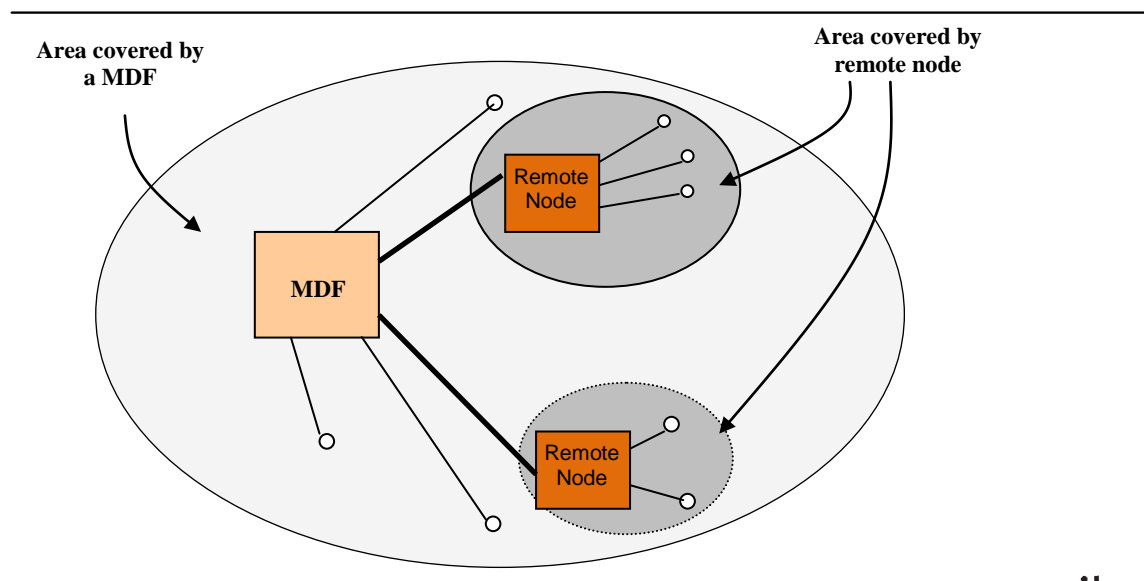 Area covered by
a MDF
Area covered by
remote node
Remote
Node
MDF
Remote
Node